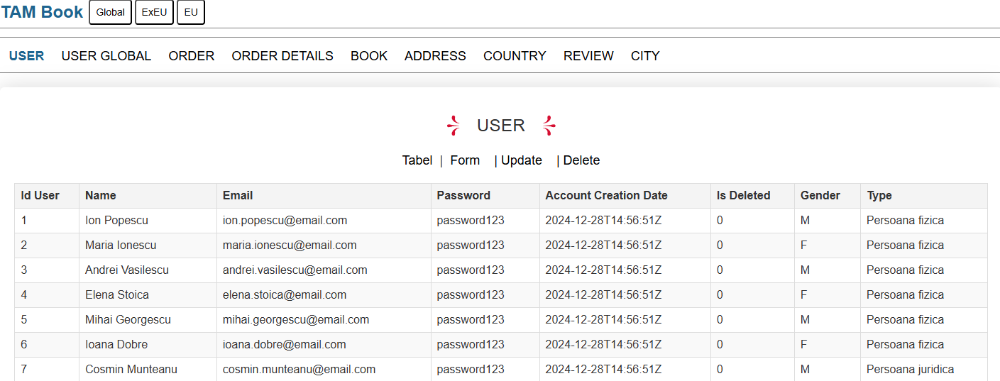 TAM Book Global ExEU EU
USER USER GLOBAL ORDER ORDER DETAILS BOOK ADDRESS COUNTRY REVIEW CITY
USER
Tabel | Form | Update | Delete
Id User Name Email Password Account Creation Date Is Deleted Gender Type
1 Ion Popescu ion.popescu@email.com password123 2024-12-28T14:56:51Z 0 M Persoana fizica
2 Maria Ionescu maria.ionescu@email.com password123 2024-12-28T14:56:51Z 0 F Persoana fizica
3 Andrei Vasilescu andrei.vasilescu@email.com password123 2024-12-28T14:56:51Z 0 M Persoana fizica
4 Elena Stoica elena.stoica@email.com password123 2024-12-28T14:56:51Z 0 F Persoana fizica
5 Mihai Georgescu mihai.georgescu@email.com password123 2024-12-28T14:56:51Z 0 M Persoana fizica
6 Ioana Dobre ioana.dobre@email.com password123 2024-12-28T14:56:51Z 0 F Persoana fizica
7 Cosmin Munteanu cosmin.munteanu@email.com password123 2024-12-28T14:56:51Z 0 M Persoana juridica